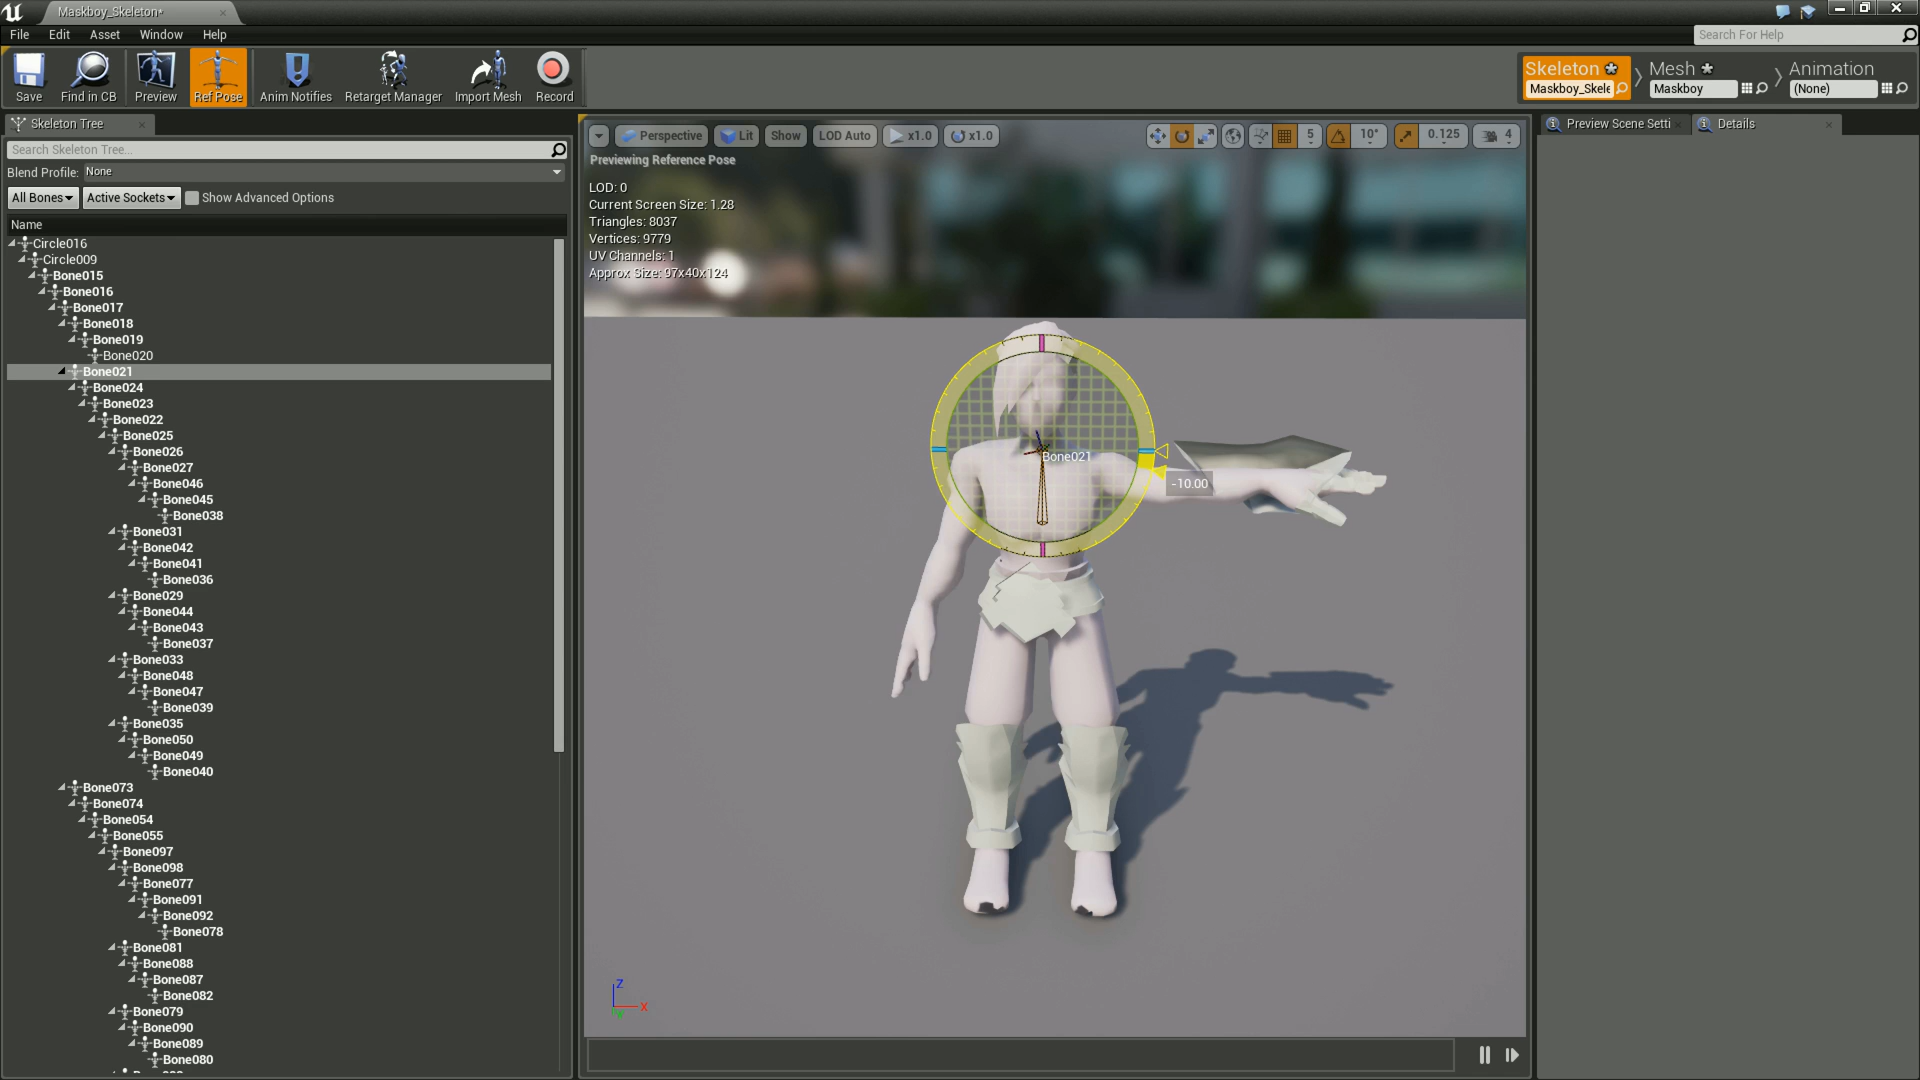 Maskboy_Skeleton*
File Edit Asset Window Help
Search For Help
Save Find in CB Preview Ref Pose Anim Notifies Retarget Manager Import Mesh Record
Skeleton Mesh Animation
Maskboy_Skele Maskboy (None)
Skeleton Tree
Preview Scene Setti Details
Search Skeleton Tree...
Perspective Lit Show LOD Auto x1.0 x1.0 5 10° 0.125 4
Previewing Reference Pose
Blend Profile: None
LOD: 0
All Bones Active Sockets Show Advanced Options
Current Screen Size: 1.28
Triangles: 8037
Name
Vertices: 9779
UV Channels: 1
Approx Size: 97x40x124
Circle016
Circle009
Bone015
Bone016
Bone017
Bone018
Bone019
Bone020
Bone021
Bone024
Bone023
Bone022
Bone025
Bone026
Bone027
Bone046
Bone045
Bone038
Bone031
Bone042
Bone041
Bone036
Bone029
Bone044
Bone043
Bone037
Bone033
Bone048
Bone047
Bone039
Bone035
Bone050
Bone049
Bone040
Bone073
Bone074
Bone054
Bone055
Bone097
Bone098
Bone077
Bone091
Bone092
Bone078
Bone081
Bone088
Bone087
Bone082
Bone079
Bone090
Bone089
Bone080
Bone021
-10.00
Z
X